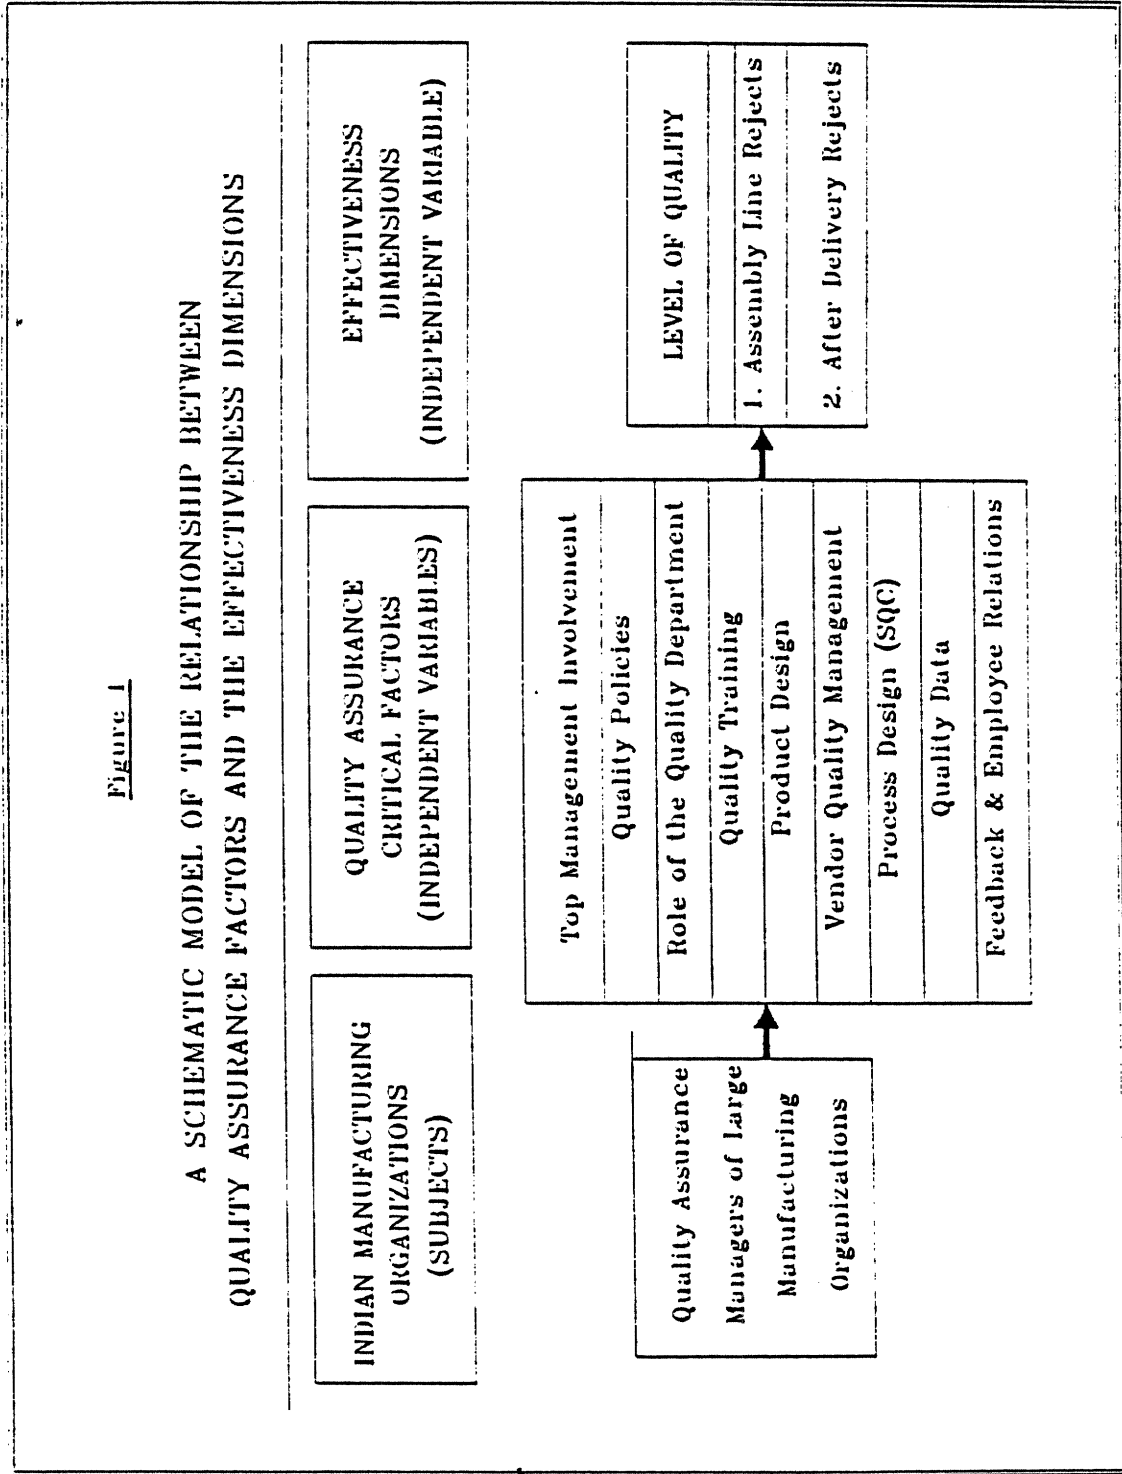 Figure 1
A SCHEMATIC MODEL OF THE RELATIONSHIP BETWEEN
QUALITY ASSURANCE FACTORS AND THE EFFECTIVENESS DIMENSIONS
INDIAN MANUFACTURING
ORGANIZATIONS
(SUBJECTS)
QUALITY ASSURANCE
CRITICAL FACTORS
(INDEPENDENT VARIABLES)
EFFECTIVENESS
DIMENSIONS
(INDEPENDENT VARIABLE)
Quality Assurance
Managers of Large
Manufacturing
Organizations
Top Management Involvement
Quality Policies
Role of the Quality Department
Quality Training
Product Design
Vendor Quality Management
Process Design (SQC)
Quality Data
Feedback & Employee Relations
LEVEL OF QUALITY
1. Assembly Line Rejects
2. After Delivery Rejects